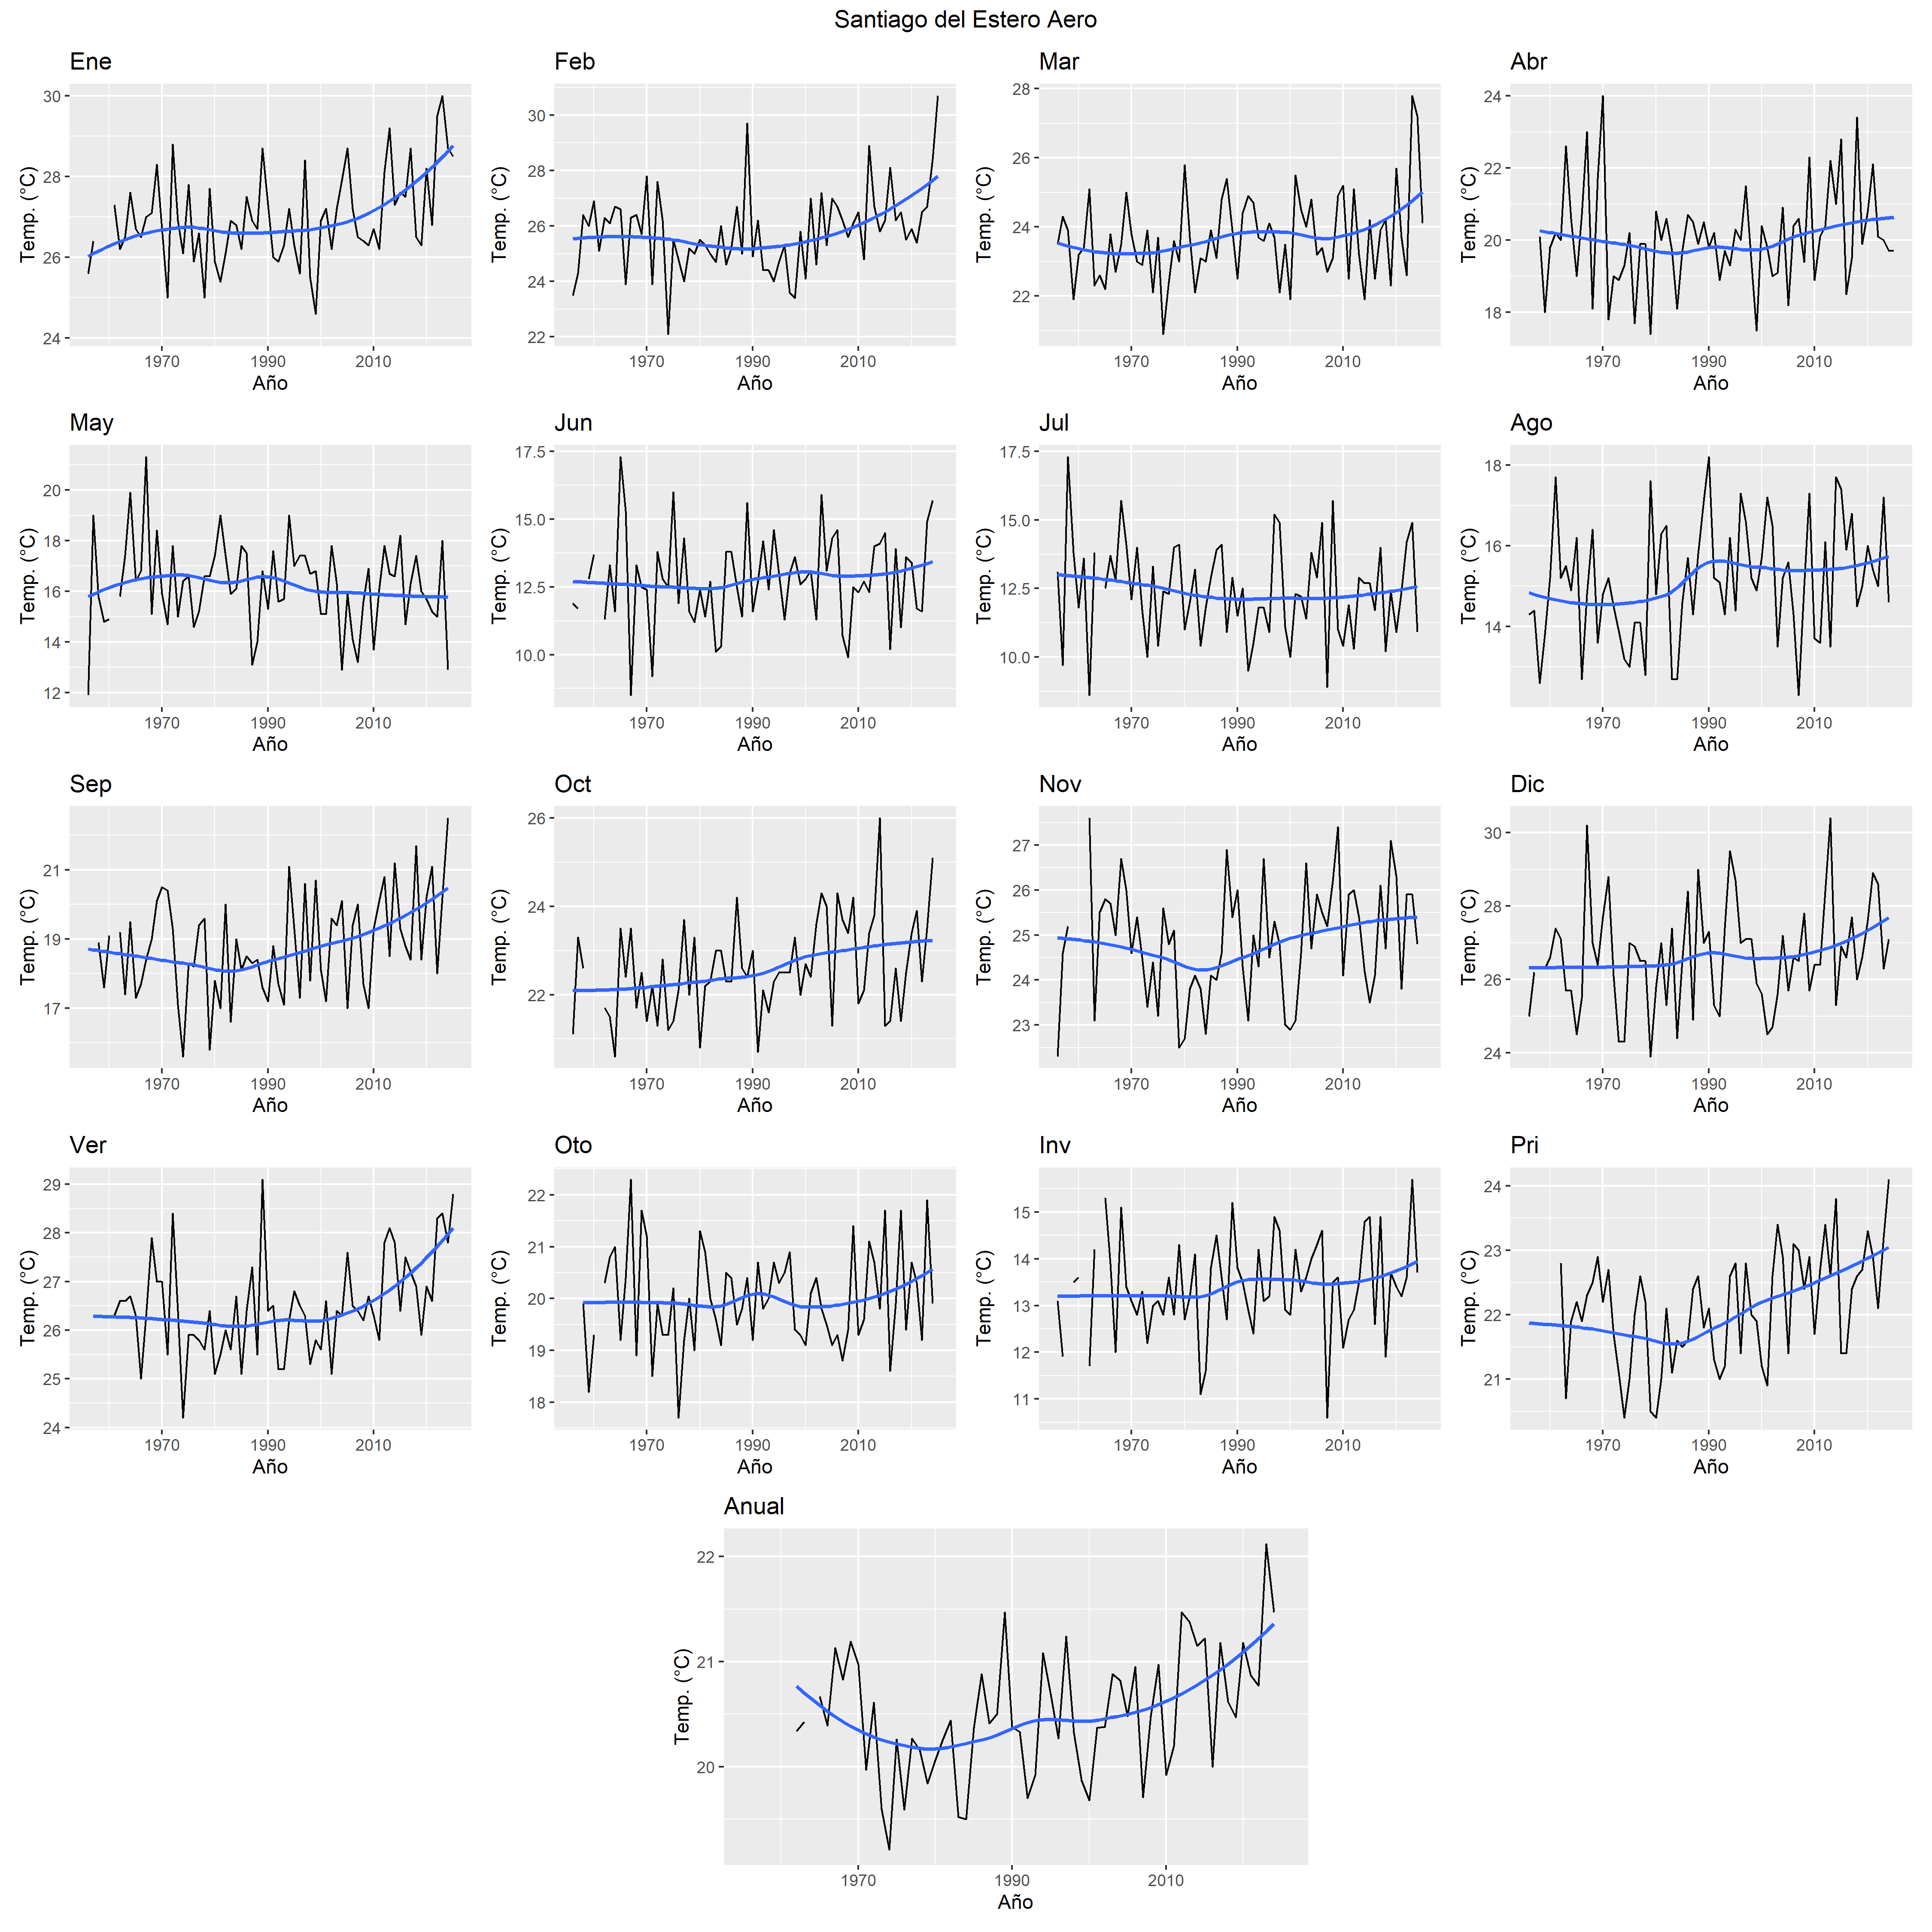 Santiago del Estero Aero
Ene
Temp. (°C)
30
28
26
24
1970 1990 2010
Año
Feb
Temp. (°C)
30
28
26
24
22
1970 1990 2010
Año
Mar
Temp. (°C)
28
26
24
22
1970 1990 2010
Año
Abr
Temp. (°C)
24
22
20
18
1970 1990 2010
Año
May
Temp. (°C)
20
18
16
14
12
1970 1990 2010
Año
Jun
Temp. (°C)
17.5
15.0
12.5
10.0
1970 1990 2010
Año
Jul
Temp. (°C)
17.5
15.0
12.5
10.0
1970 1990 2010
Año
Ago
Temp. (°C)
18
16
14
1970 1990 2010
Año
Sep
Temp. (°C)
21
19
17
1970 1990 2010
Año
Oct
Temp. (°C)
26
24
22
1970 1990 2010
Año
Nov
Temp. (°C)
27
26
25
24
23
1970 1990 2010
Año
Dic
Temp. (°C)
30
28
26
24
1970 1990 2010
Año
Ver
Temp. (°C)
29
28
27
26
25
24
1970 1990 2010
Año
Oto
Temp. (°C)
22
21
20
19
18
1970 1990 2010
Año
Inv
Temp. (°C)
15
14
13
12
11
1970 1990 2010
Año
Pri
Temp. (°C)
24
23
22
21
1970 1990 2010
Año
Anual
Temp. (°C)
22
21
20
1970 1990 2010
Año